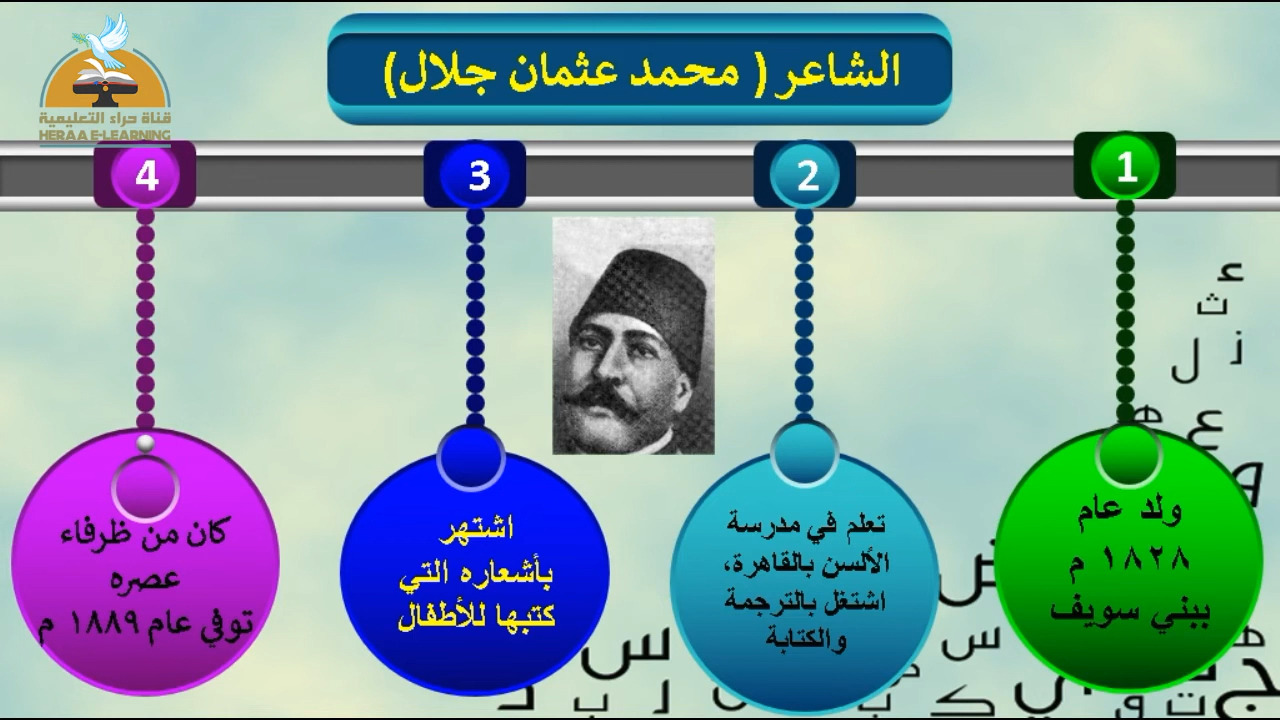 الشاعر ( محمد عثمان جلال)
قناة حراء التعليمية
HERAA E-LEARNING
1
ولد عام
١٨٢٨ م
ببني سويف
2
تعلم في مدرسة
الألسن بالقاهرة،
اشتغل بالترجمة
والكتابة
3
اشتهر
بأشعاره التي
كتبها للأطفال
4
كان من ظرفاء
عصره
توفي عام ١٨٨٩ م